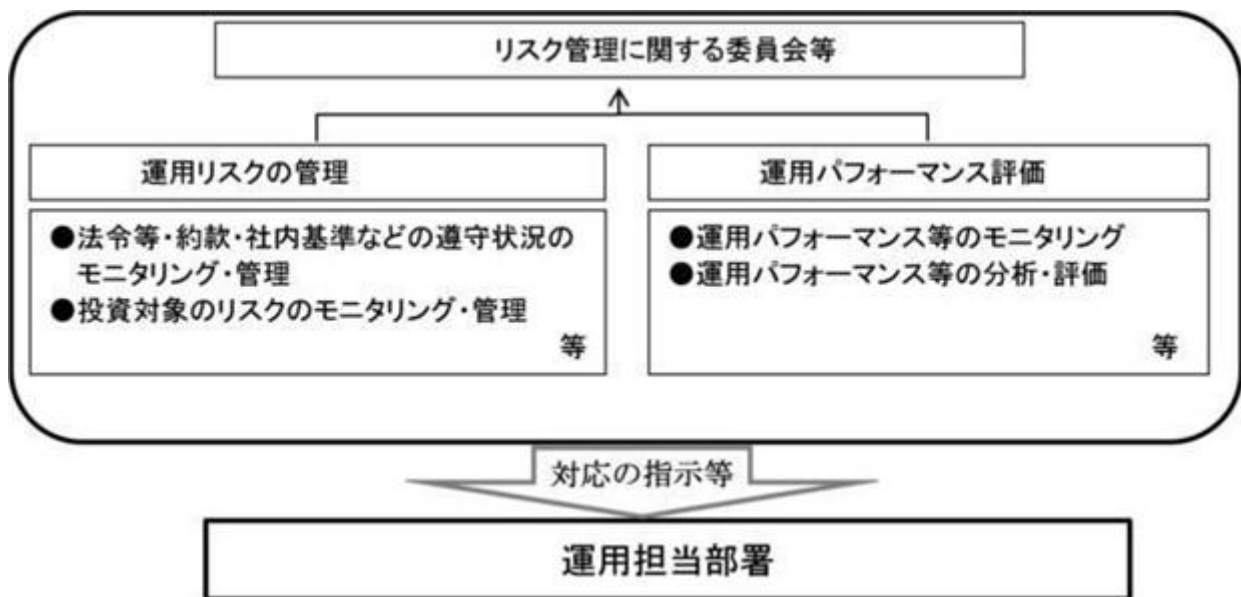 リスク管理に関する委員会等
運用リスクの管理
●法令等・約款・社内基準などの遵守状況の
モニタリング・管理
●投資対象のリスクのモニタリング・管理
等
運用パフォーマンス評価
●運用パフォーマンス等のモニタリング
●運用パフォーマンス等の分析・評価
等
対応の指示等
運用担当部署